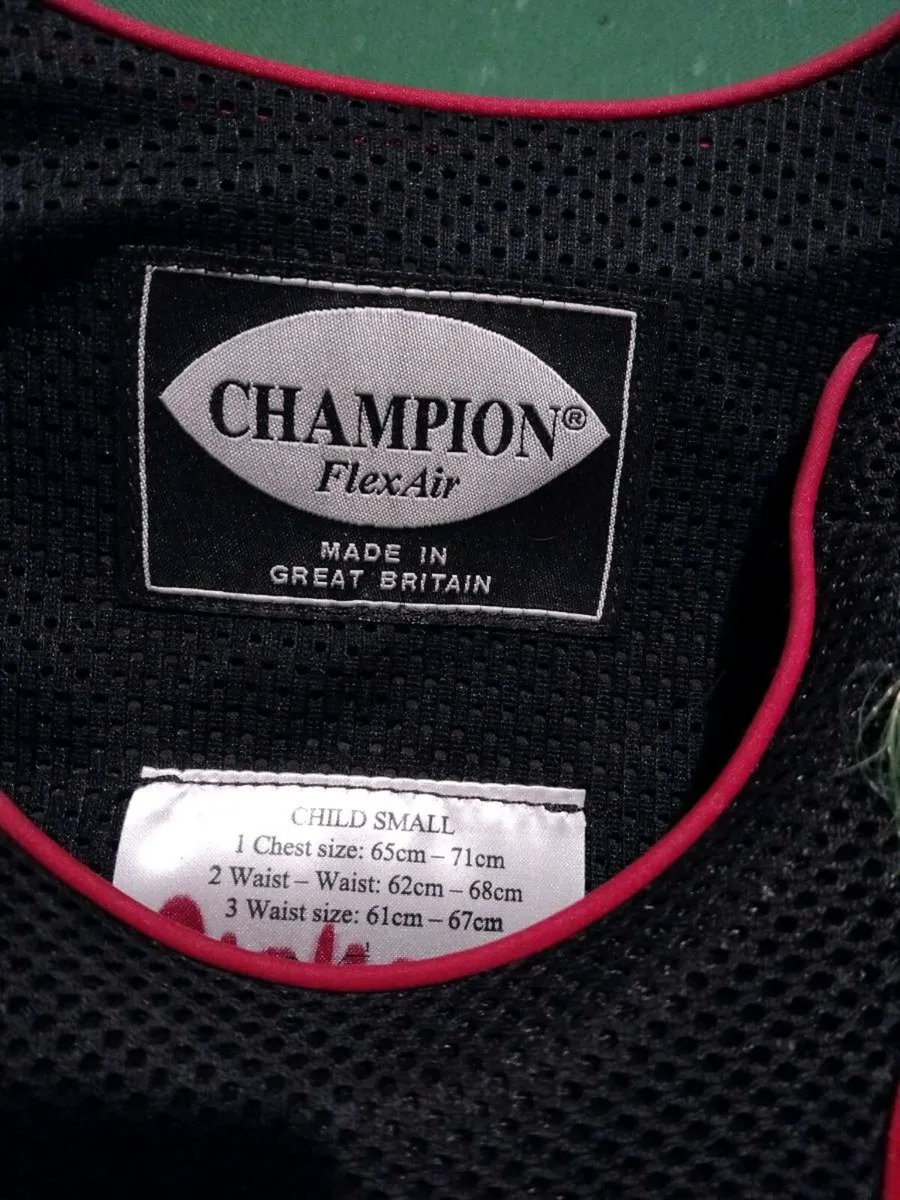 CHAMPION®
FlexAir
MADE IN
GREAT BRITAIN
CHILD SMALL
1 Chest size: 65cm – 71cm
2 Waist – Waist: 62cm – 68cm
3 Waist size: 61cm – 67cm